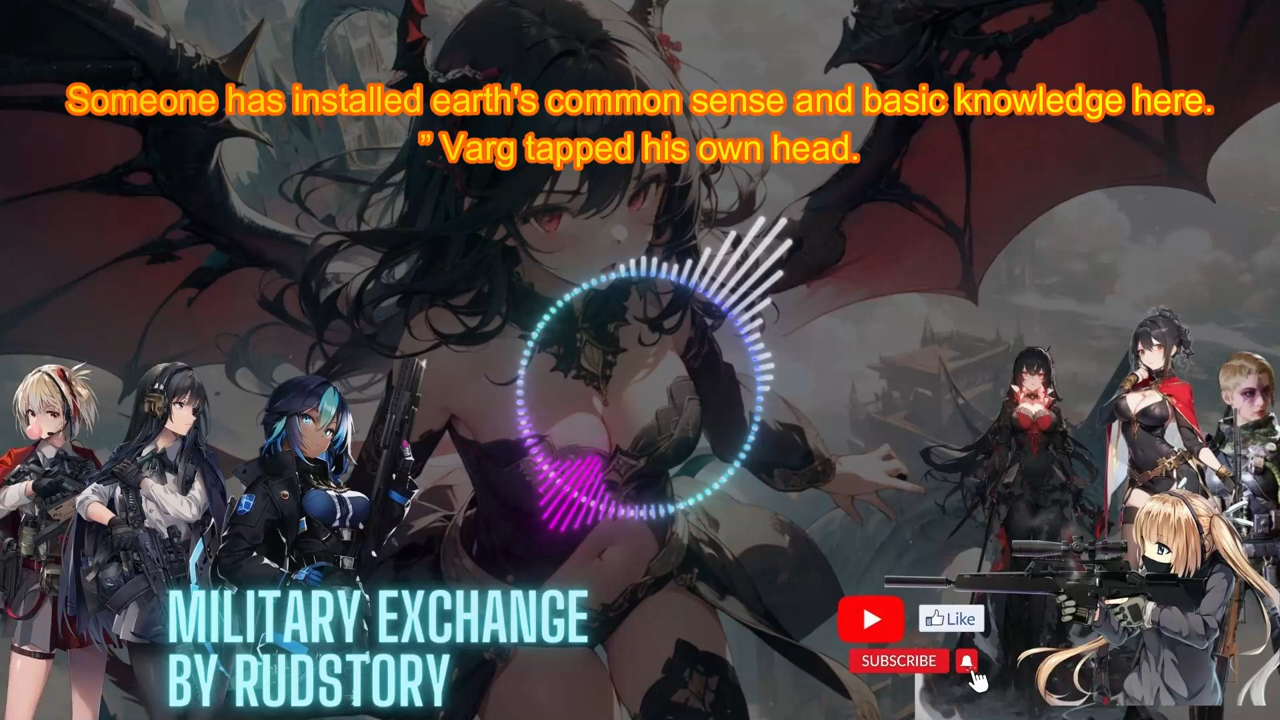 Someone has installed earth's common sense and basic knowledge here.
” Varg tapped his own head.
MILITARY EXCHANGE
BY RUDSTORY
Like
SUBSCRIBE